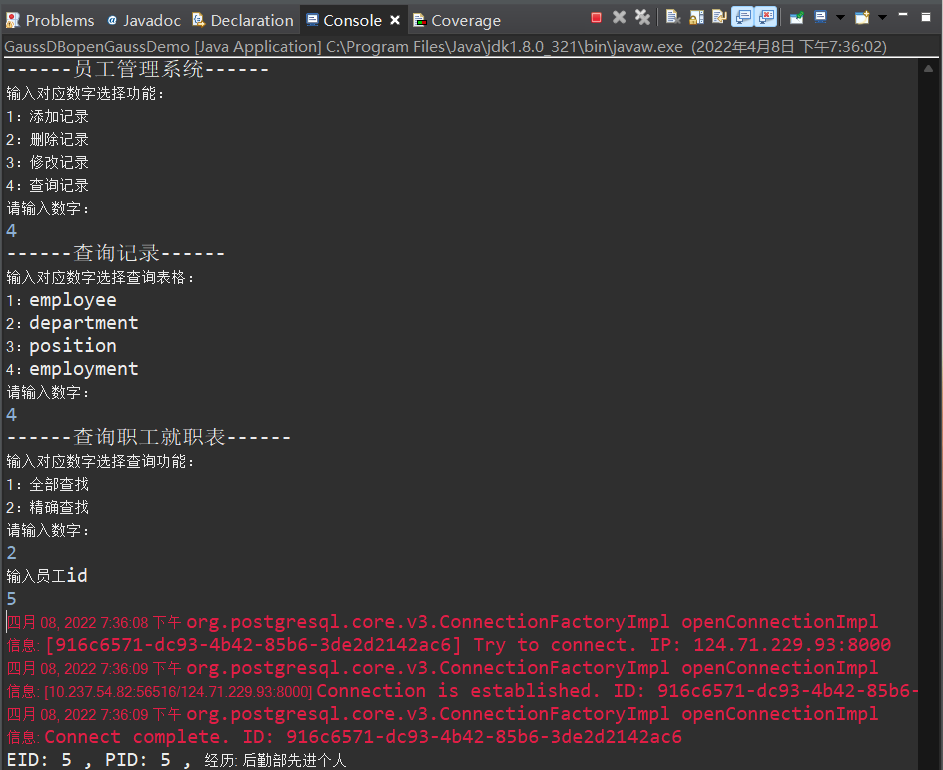 Problems Javadoc Declaration Console Coverage
GaussDBopenGaussDemo [Java Application] C:\Program Files\Java\jdk1.8.0_321\bin\javaw.exe (2022年4月8日 下午7:36:02)
------员工管理系统------
输入对应数字选择功能：
1：添加记录
2：删除记录
3：修改记录
4：查询记录
请输入数字：
4
------查询记录------
输入对应数字选择查询表格：
1：employee
2：department
3：position
4：employment
请输入数字：
4
------查询职工就职表------
输入对应数字选择查询功能：
1：全部查找
2：精确查找
请输入数字：
2
输入员工id
5
四月 08, 2022 7:36:08 下午 org.postgresql.core.v3.ConnectionFactoryImpl openConnectionImpl
信息: [916c6571-dc93-4b42-85b6-3de2d2142ac6] Try to connect. IP: 124.71.229.93:8000
四月 08, 2022 7:36:09 下午 org.postgresql.core.v3.ConnectionFactoryImpl openConnectionImpl
信息: [10.237.54.82:56516/124.71.229.93:8000] Connection is established. ID: 916c6571-dc93-4b42-85b6-
四月 08, 2022 7:36:09 下午 org.postgresql.core.v3.ConnectionFactoryImpl openConnectionImpl
信息: Connect complete. ID: 916c6571-dc93-4b42-85b6-3de2d2142ac6
EID: 5 , PID: 5 , 经历: 后勤部先进个人